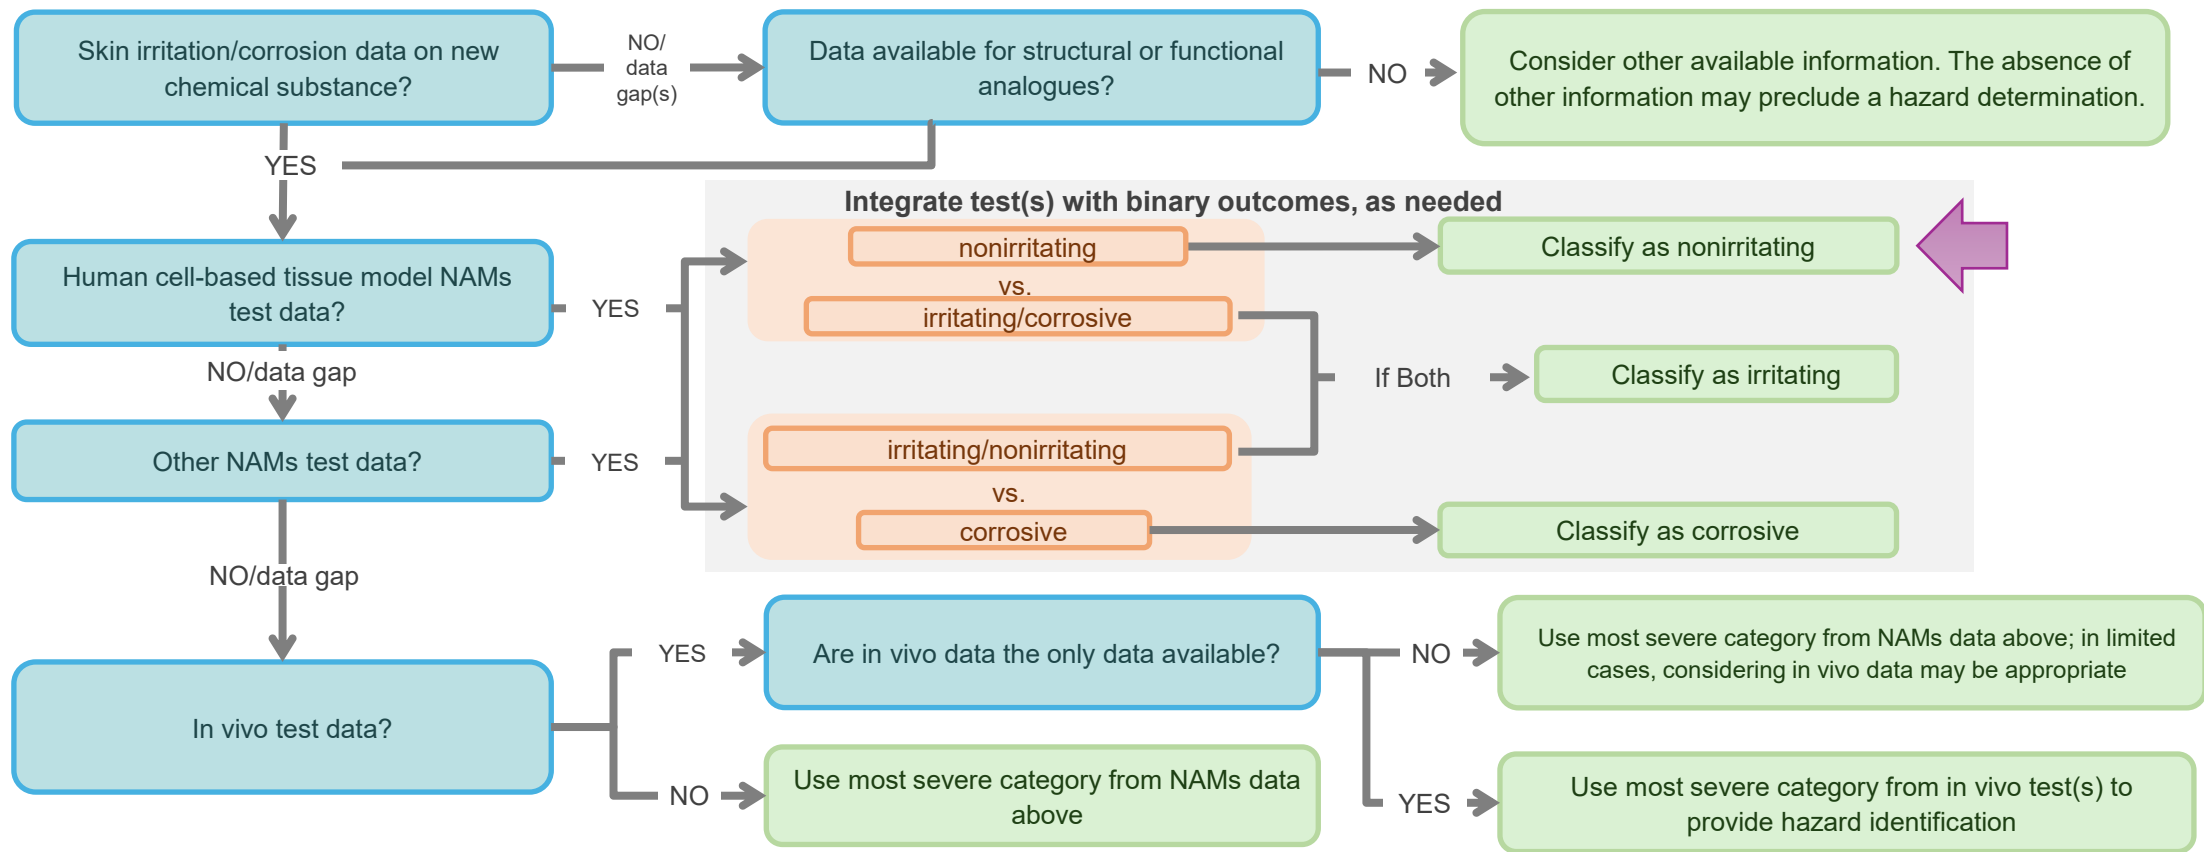 Skin irritation/corrosion data on new
chemical substance?
NO/
data
gap(s)
Data available for structural or functional
analogues?
NO
Consider other available information. The absence of
other information may preclude a hazard determination.
YES
Integrate test(s) with binary outcomes, as needed
Human cell-based tissue model NAMs
test data?
YES
nonirritating
vs.
irritating/corrosive
Classify as nonirritating
If Both
Classify as irritating
NO/data gap
Other NAMs test data?
YES
irritating/nonirritating
vs.
corrosive
Classify as corrosive
NO/data gap
In vivo test data?
YES
Are in vivo data the only data available?
NO
Use most severe category from NAMs data above; in limited
cases, considering in vivo data may be appropriate
NO
Use most severe category from NAMs data
above
YES
Use most severe category from in vivo test(s) to
provide hazard identification